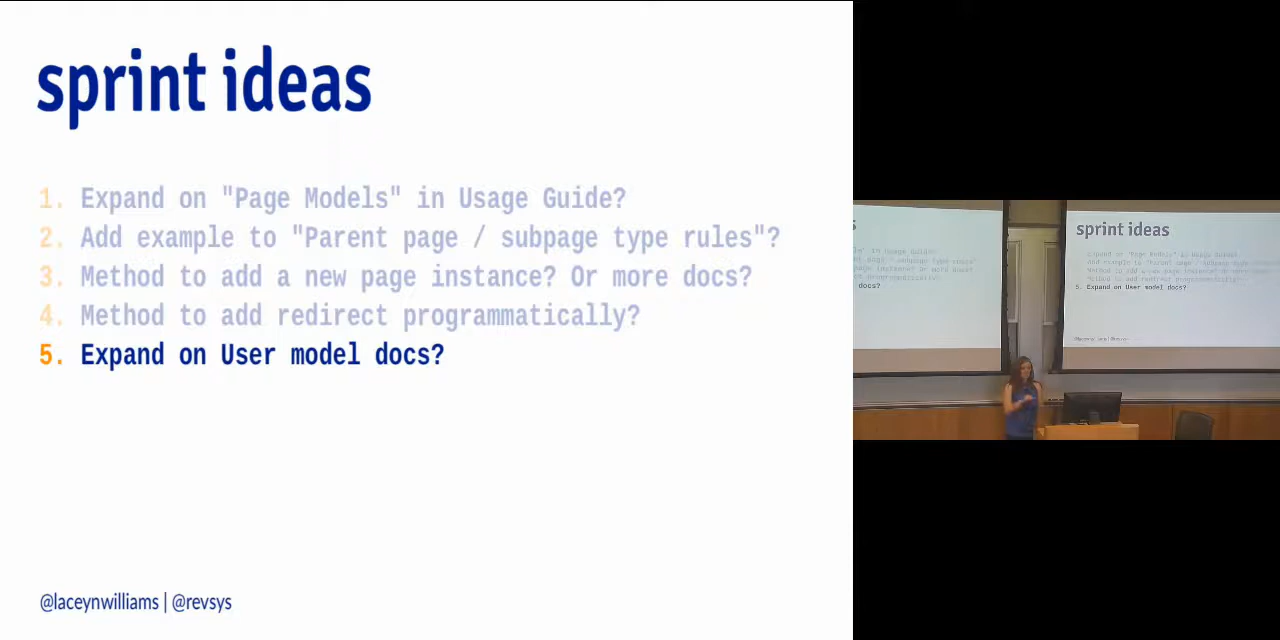 sprint ideas
1. Expand on "Page Models" in Usage Guide?
2. Add example to "Parent page / subpage type rules"?
3. Method to add a new page instance? Or more docs?
4. Method to add redirect programmatically?
5. Expand on User model docs?
@laceynwilliams | @revsys
sprint ideas
5. Expand on User model docs?
docs?